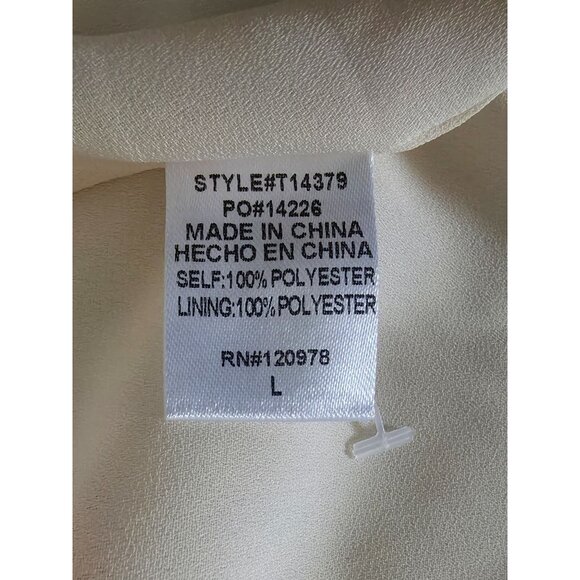 STYLE#T14379
PO#14226
MADE IN CHINA
HECHO EN CHINA
SELF:100% POLYESTER
LINING:100% POLYESTER
RN#120978
L